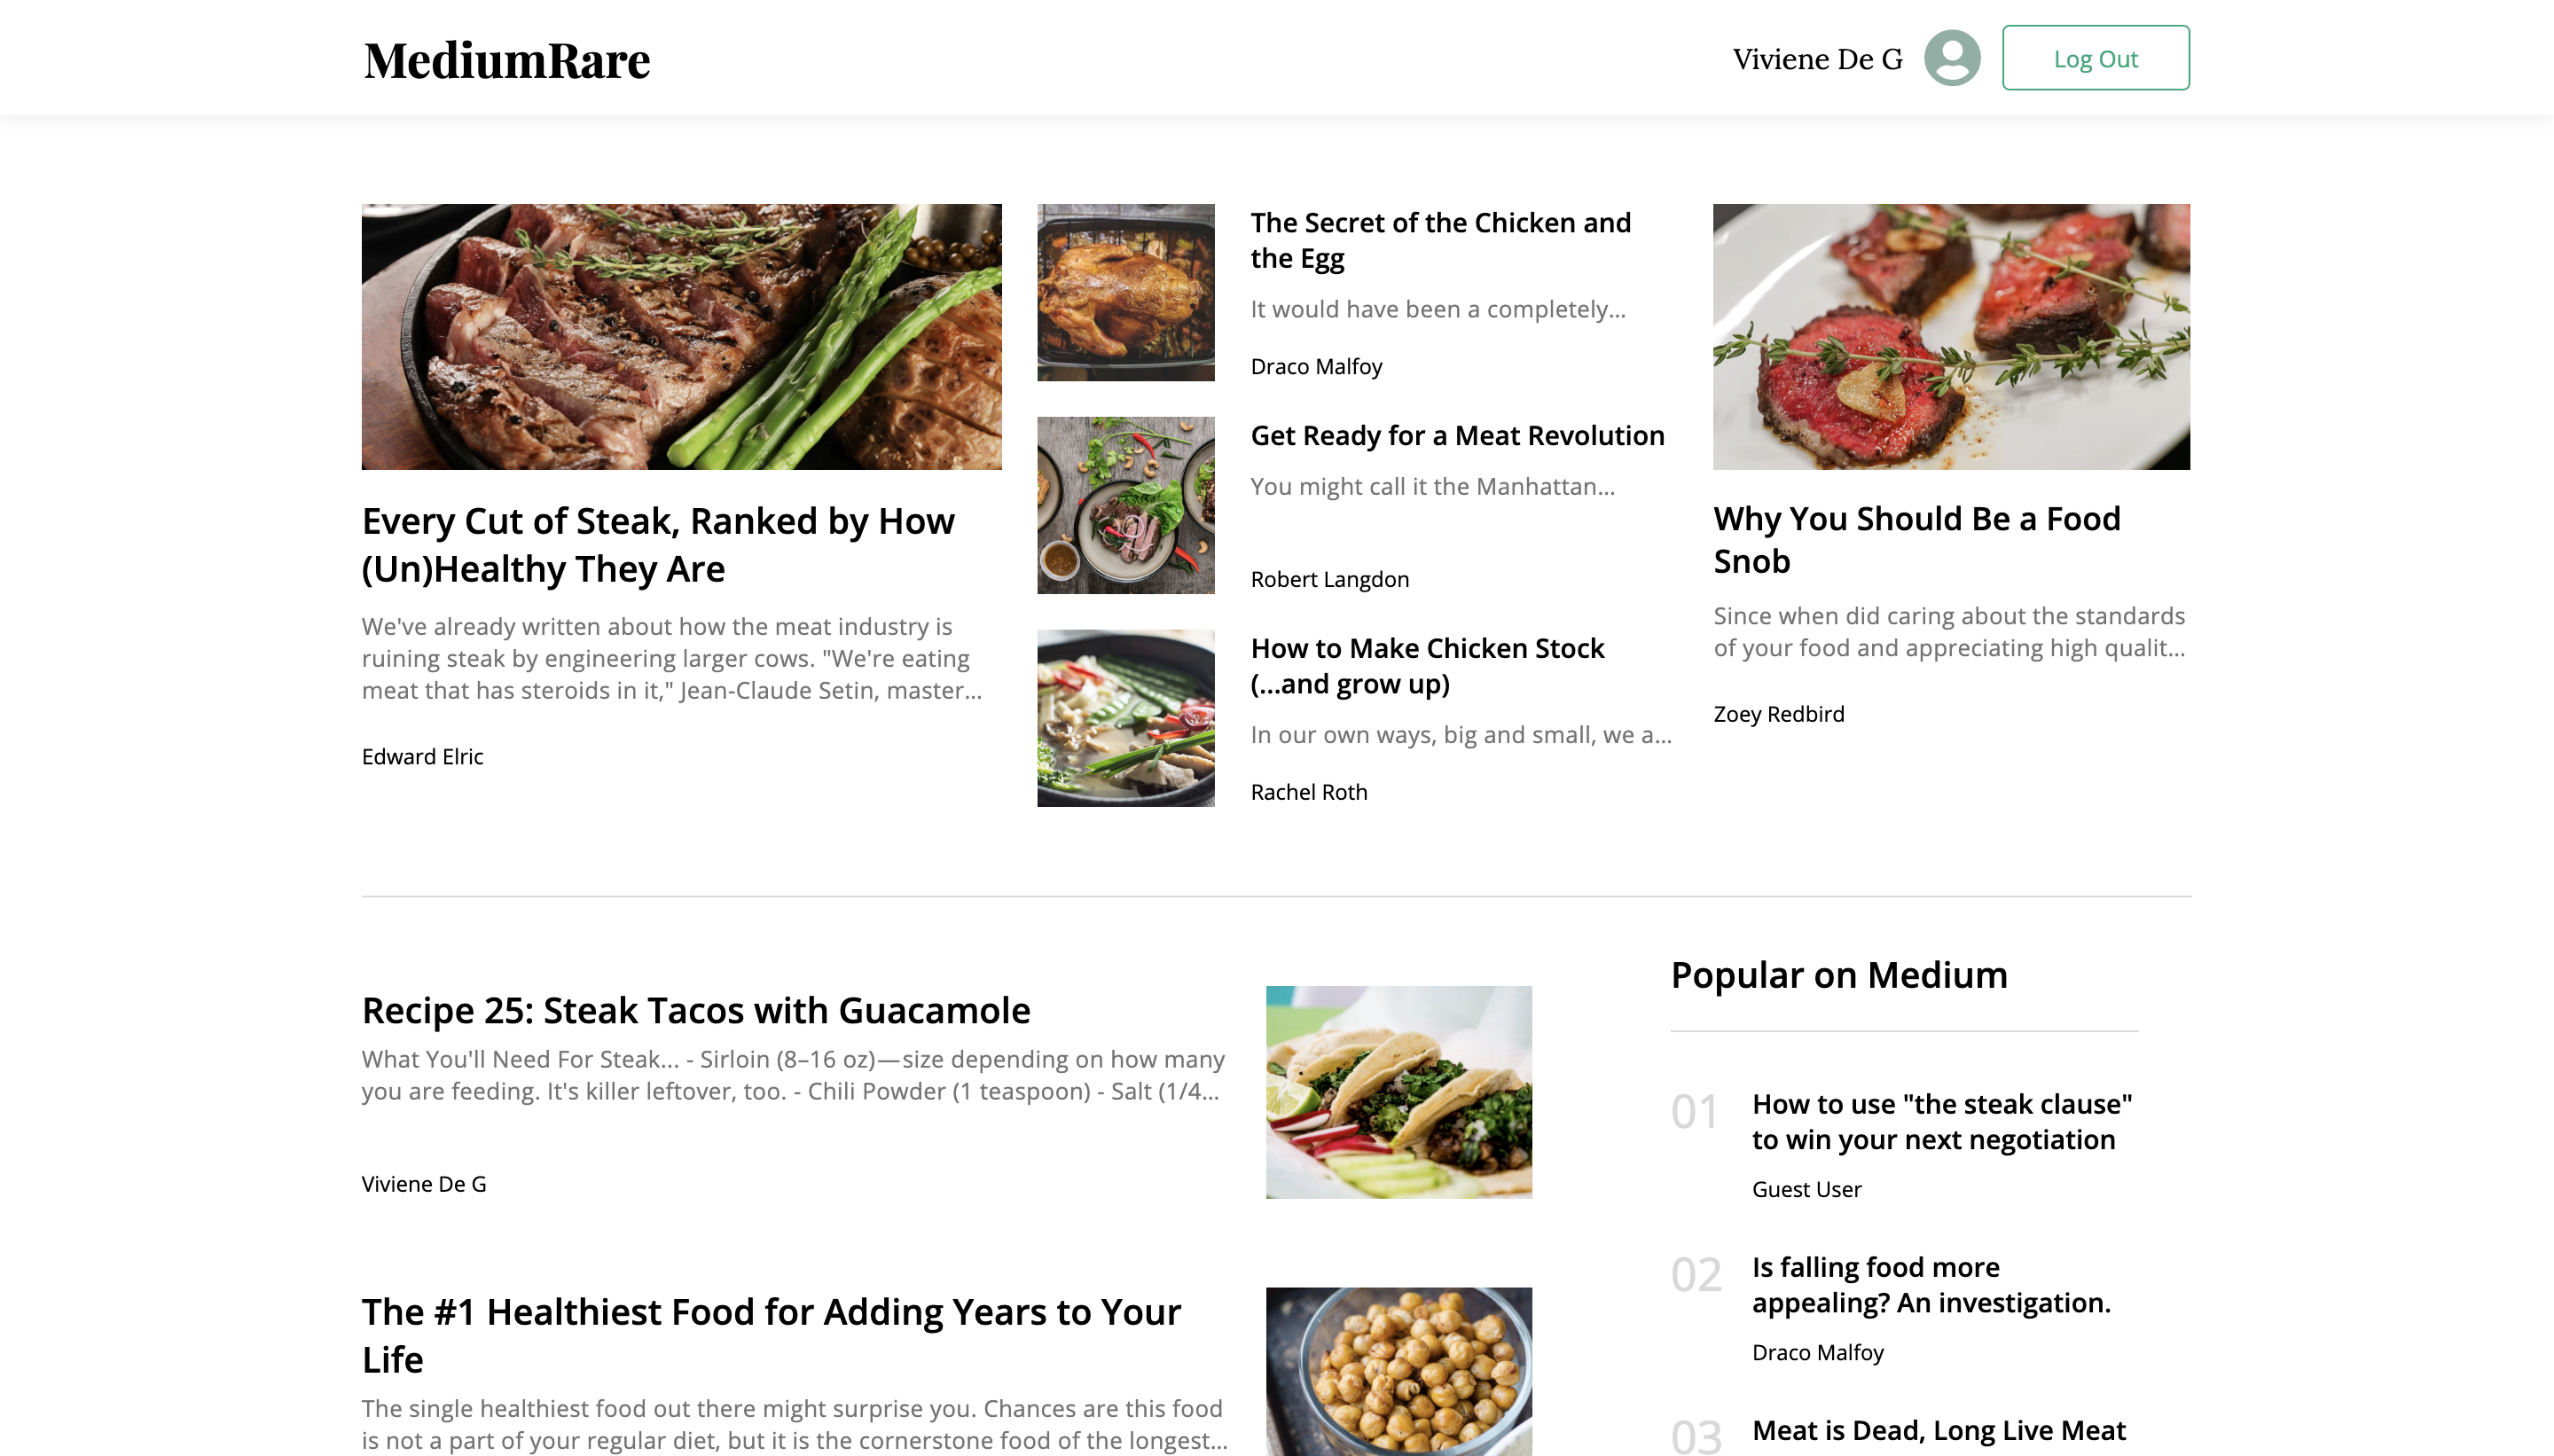 MediumRare
Viviene De G
Log Out
Every Cut of Steak, Ranked by How
(Un)Healthy They Are
We've already written about how the meat industry is
ruining steak by engineering larger cows. "We're eating
meat that has steroids in it," Jean-Claude Setin, master...
Edward Elric
The Secret of the Chicken and
the Egg
It would have been a completely...
Draco Malfoy
Get Ready for a Meat Revolution
You might call it the Manhattan...
Robert Langdon
How to Make Chicken Stock
(...and grow up)
In our own ways, big and small, we a...
Rachel Roth
Why You Should Be a Food
Snob
Since when did caring about the standards
of your food and appreciating high qualit...
Zoey Redbird
Recipe 25: Steak Tacos with Guacamole
What You'll Need For Steak... - Sirloin (8–16 oz) — size depending on how many
you are feeding. It's killer leftover, too. - Chili Powder (1 teaspoon) - Salt (1/4...
Viviene De G
The #1 Healthiest Food for Adding Years to Your
Life
The single healthiest food out there might surprise you. Chances are this food
is not a part of your regular diet, but it is the cornerstone food of the longest...
Popular on Medium
01
How to use "the steak clause"
to win your next negotiation
Guest User
02
Is falling food more
appealing? An investigation.
Draco Malfoy
03
Meat is Dead, Long Live Meat